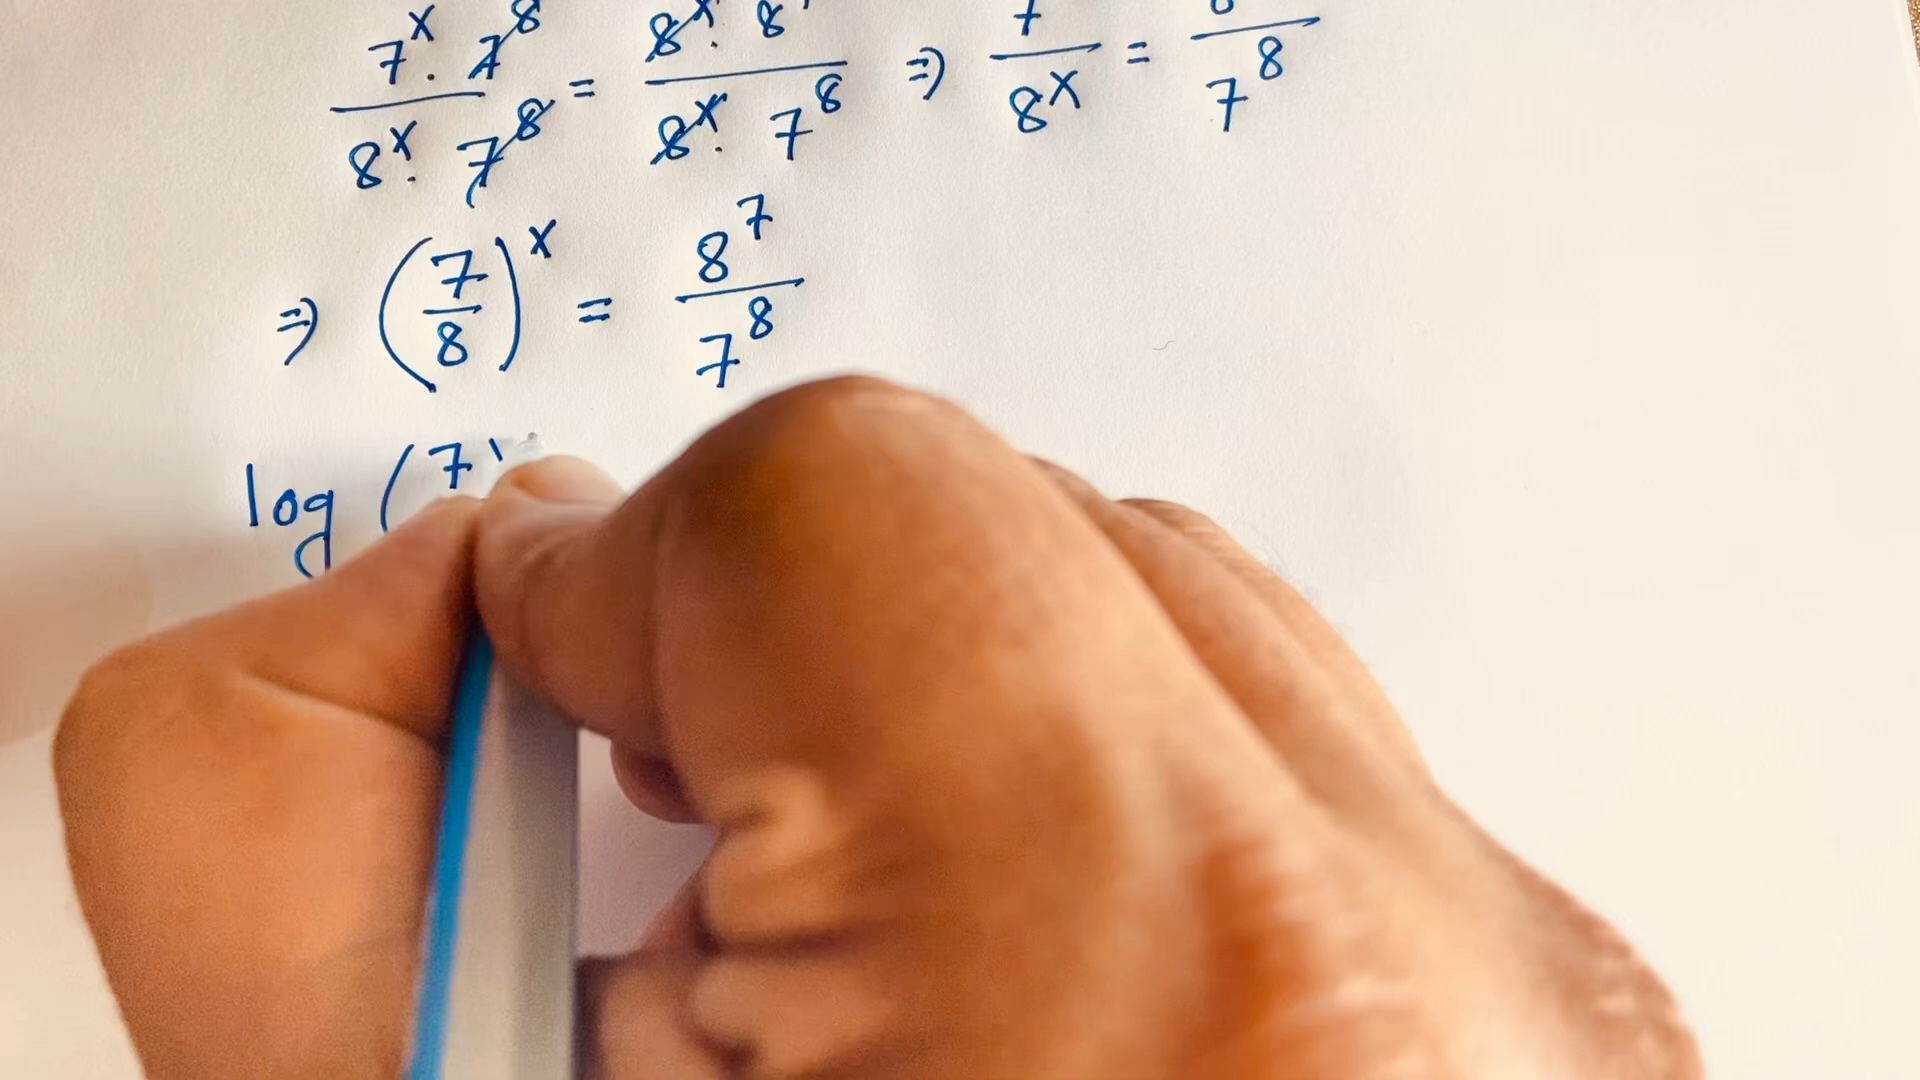 7^x . 7^8 / 8^x . 7^8 = 8^x . 8^7 / 8^x . 7^8 ⇒ 7 / 8^x = 8 / 7^8
⇒ (7/8)^x = 8^7 / 7^8
log (7)